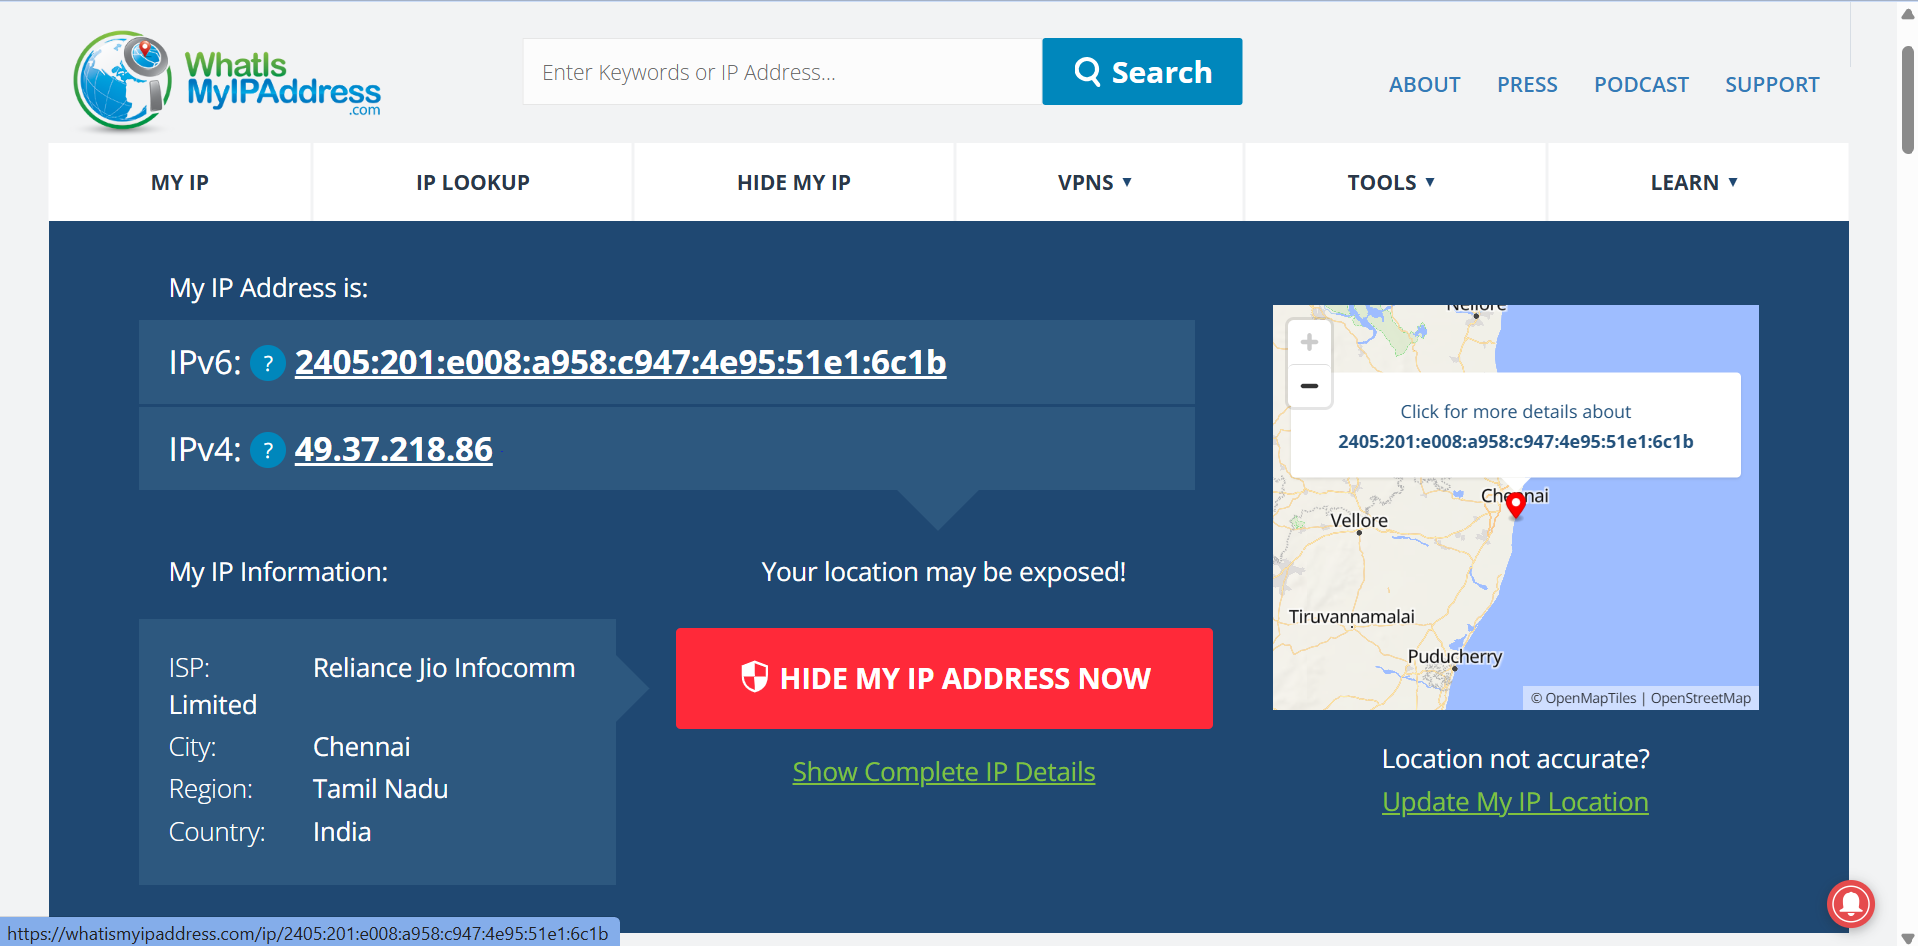 WhatIs
MyIPAddress
.com
Enter Keywords or IP Address...
Search
ABOUT PRESS PODCAST SUPPORT
MY IP IP LOOKUP HIDE MY IP VPNS ▼ TOOLS ▼ LEARN ▼
My IP Address is:
IPv6: ? 2405:201:e008:a958:c947:4e95:51e1:6c1b
IPv4: ? 49.37.218.86
My IP Information:
ISP: Reliance Jio Infocomm
Limited
City: Chennai
Region: Tamil Nadu
Country: India
Your location may be exposed!
HIDE MY IP ADDRESS NOW
Show Complete IP Details
Nellore
+
−
Click for more details about
2405:201:e008:a958:c947:4e95:51e1:6c1b
Chennai
Vellore
Tiruvannamalai
Puducherry
© OpenMapTiles | OpenStreetMap
Location not accurate?
Update My IP Location
https://whatismyipaddress.com/ip/2405:201:e008:a958:c947:4e95:51e1:6c1b